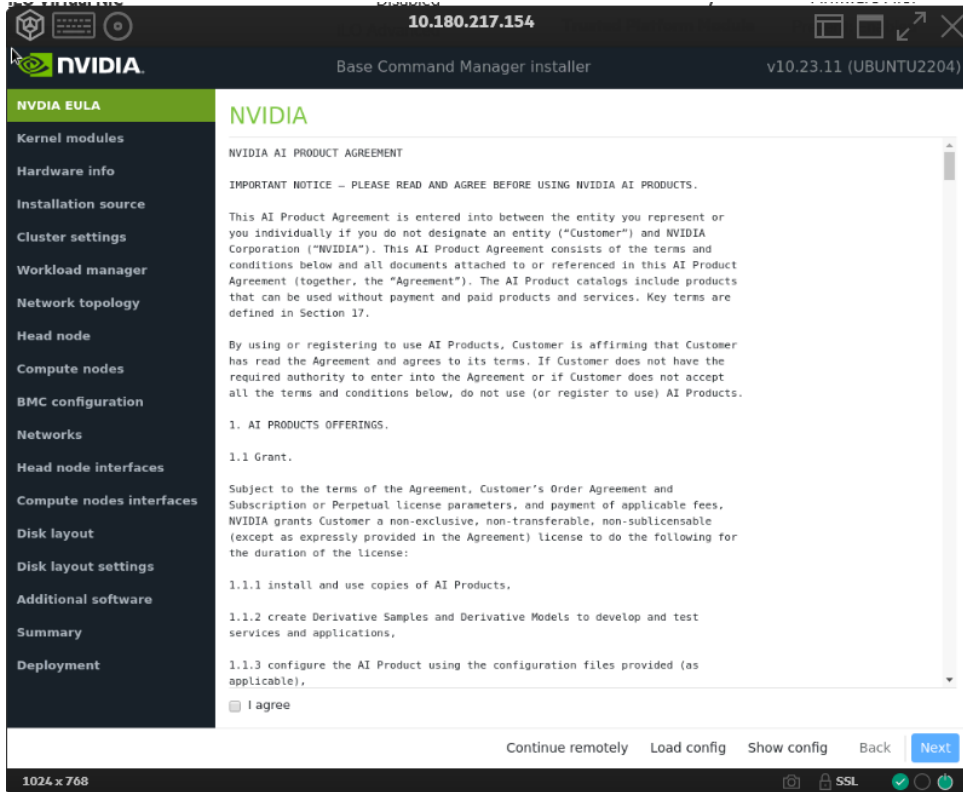 10.180.217.154
NVIDIA.
Base Command Manager installer
v10.23.11 (UBUNTU2204)
NVDIA EULA
Kernel modules
Hardware info
Installation source
Cluster settings
Workload manager
Network topology
Head node
Compute nodes
BMC configuration
Networks
Head node interfaces
Compute nodes interfaces
Disk layout
Disk layout settings
Additional software
Summary
Deployment
NVIDIA
NVIDIA AI PRODUCT AGREEMENT
IMPORTANT NOTICE – PLEASE READ AND AGREE BEFORE USING NVIDIA AI PRODUCTS.
This AI Product Agreement is entered into between the entity you represent or
you individually if you do not designate an entity (“Customer”) and NVIDIA
Corporation (“NVIDIA”). This AI Product Agreement consists of the terms and
conditions below and all documents attached to or referenced in this AI Product
Agreement (together, the “Agreement”). The AI Product catalogs include products
that can be used without payment and paid products and services. Key terms are
defined in Section 17.
By using or registering to use AI Products, Customer is affirming that Customer
has read the Agreement and agrees to its terms. If Customer does not have the
required authority to enter into the Agreement or if Customer does not accept
all the terms and conditions below, do not use (or register to use) AI Products.
1. AI PRODUCTS OFFERINGS.
1.1 Grant.
Subject to the terms of the Agreement, Customer’s Order Agreement and
Subscription or Perpetual license parameters, and payment of applicable fees,
NVIDIA grants Customer a non-exclusive, non-transferable, non-sublicensable
(except as expressly provided in the Agreement) license to do the following for
the duration of the license:
1.1.1 install and use copies of AI Products,
1.1.2 create Derivative Samples and Derivative Models to develop and test
services and applications,
1.1.3 configure the AI Product using the configuration files provided (as
applicable),
I agree
Continue remotely Load config Show config Back Next
1024 x 768
SSL